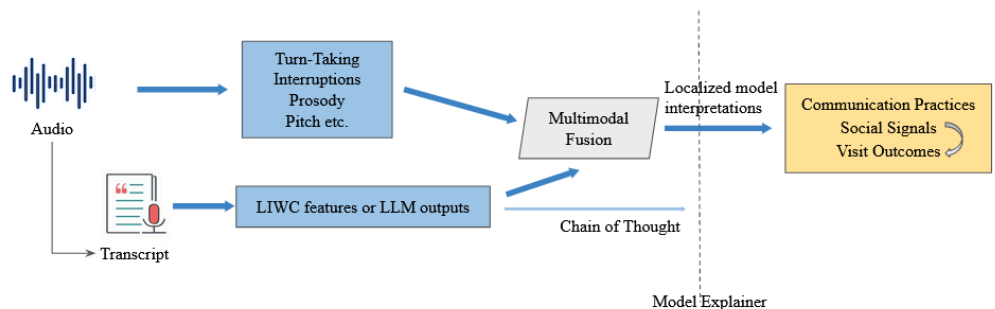 Audio
Turn-Taking
Interruptions
Prosody
Pitch etc.
Transcript
LIWC features or LLM outputs
Multimodal
Fusion
Chain of Thought
Localized model
interpretations
Model Explainer
Communication Practices
Social Signals
Visit Outcomes